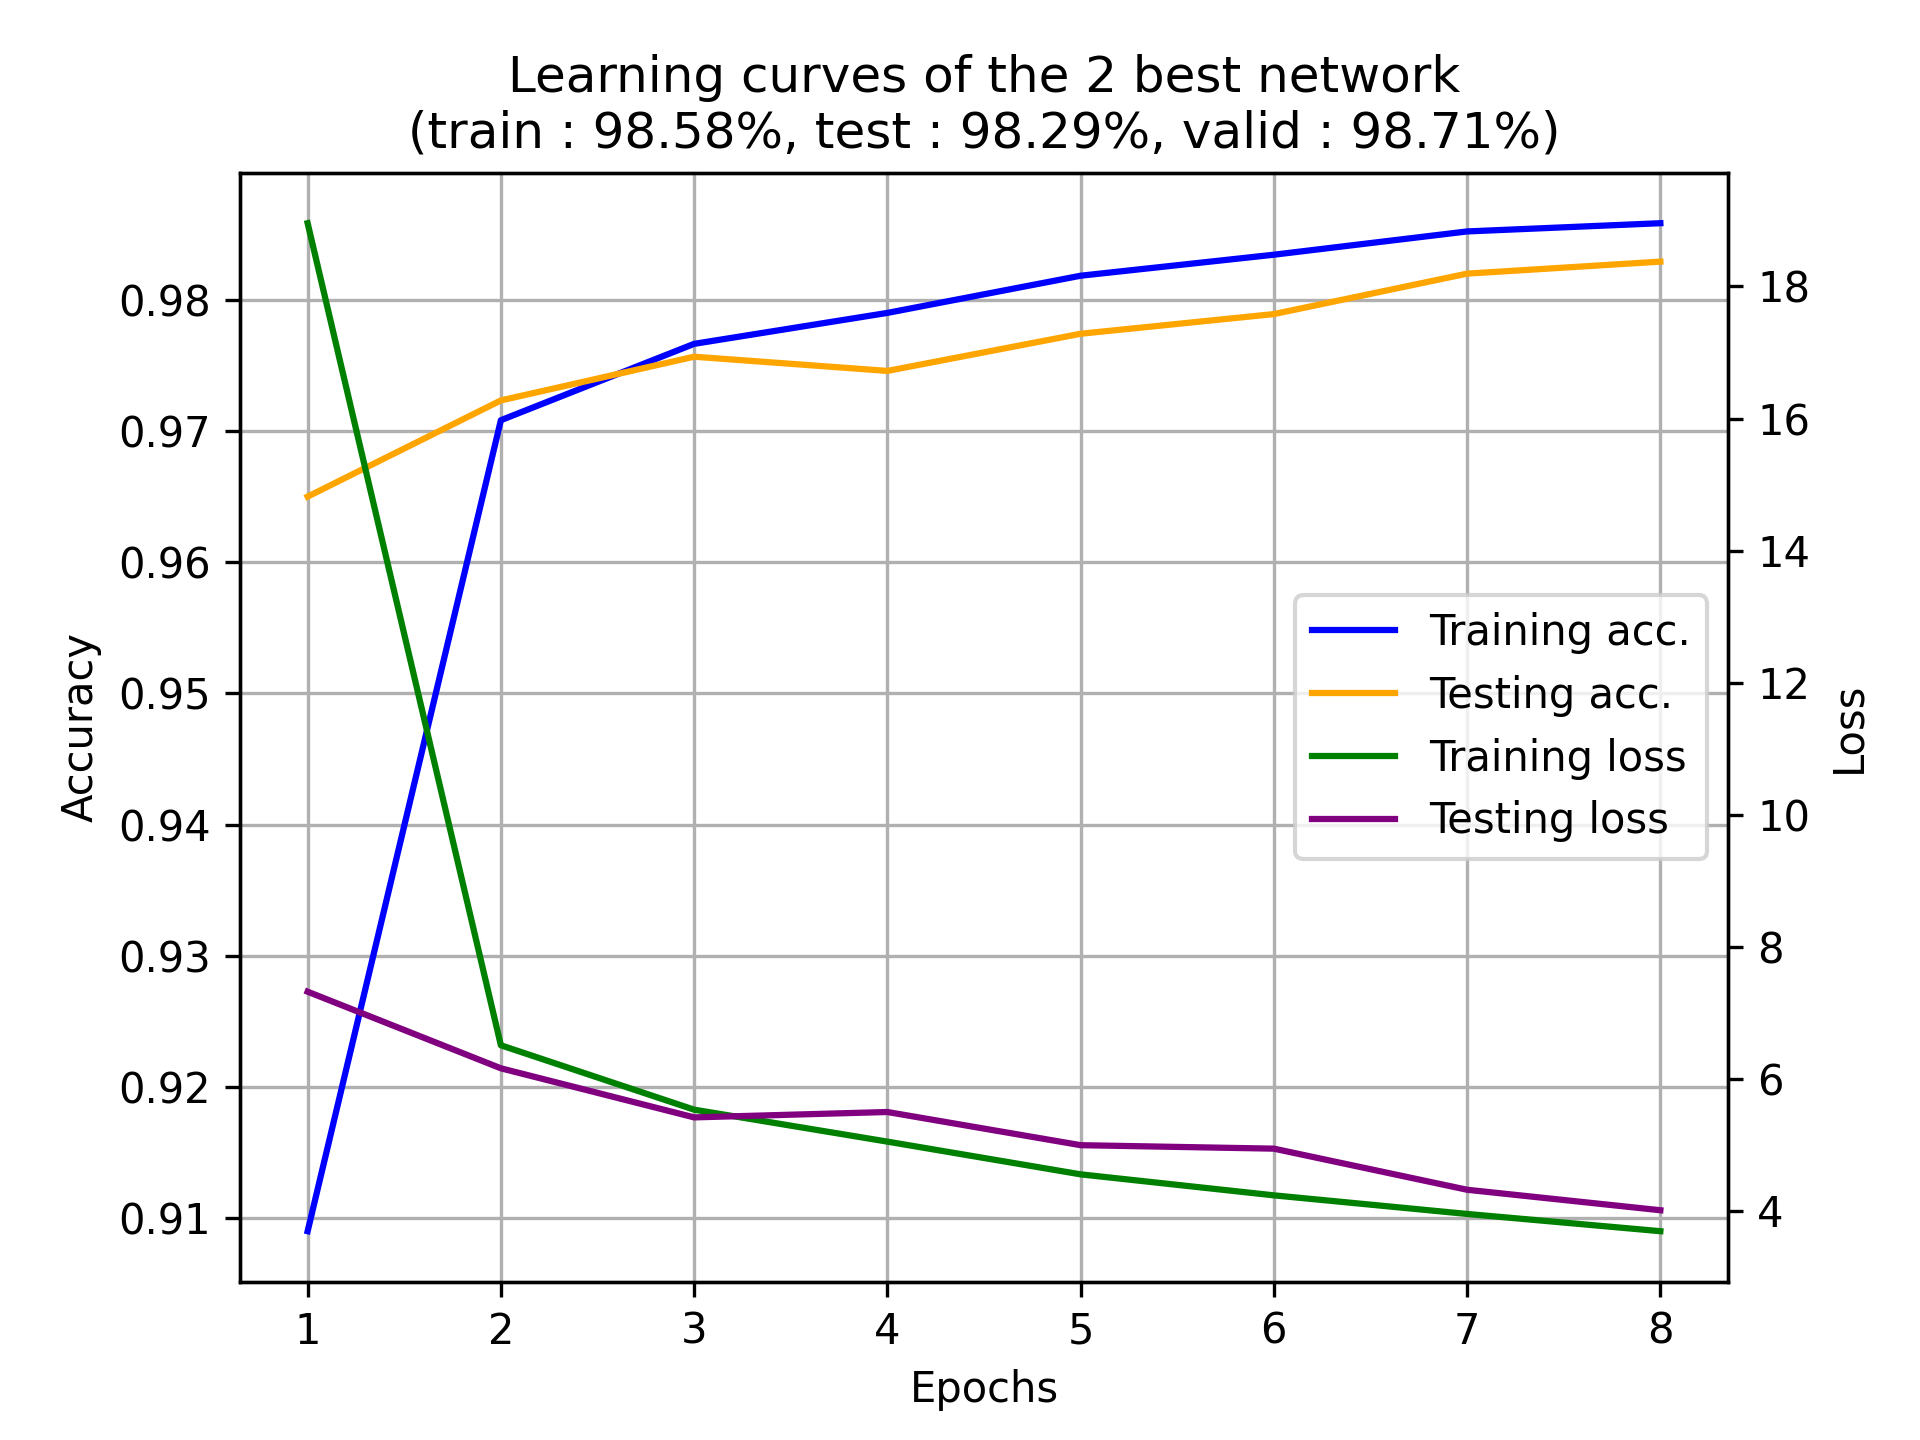 Learning curves of the 2 best network
(train : 98.58%, test : 98.29%, valid : 98.71%)
0.98
0.97
0.96
0.95
0.94
0.93
0.92
0.91
Accuracy
18
16
14
12
10
8
6
4
Loss
Training acc.
Testing acc.
Training loss
Testing loss
1 2 3 4 5 6 7 8
Epochs